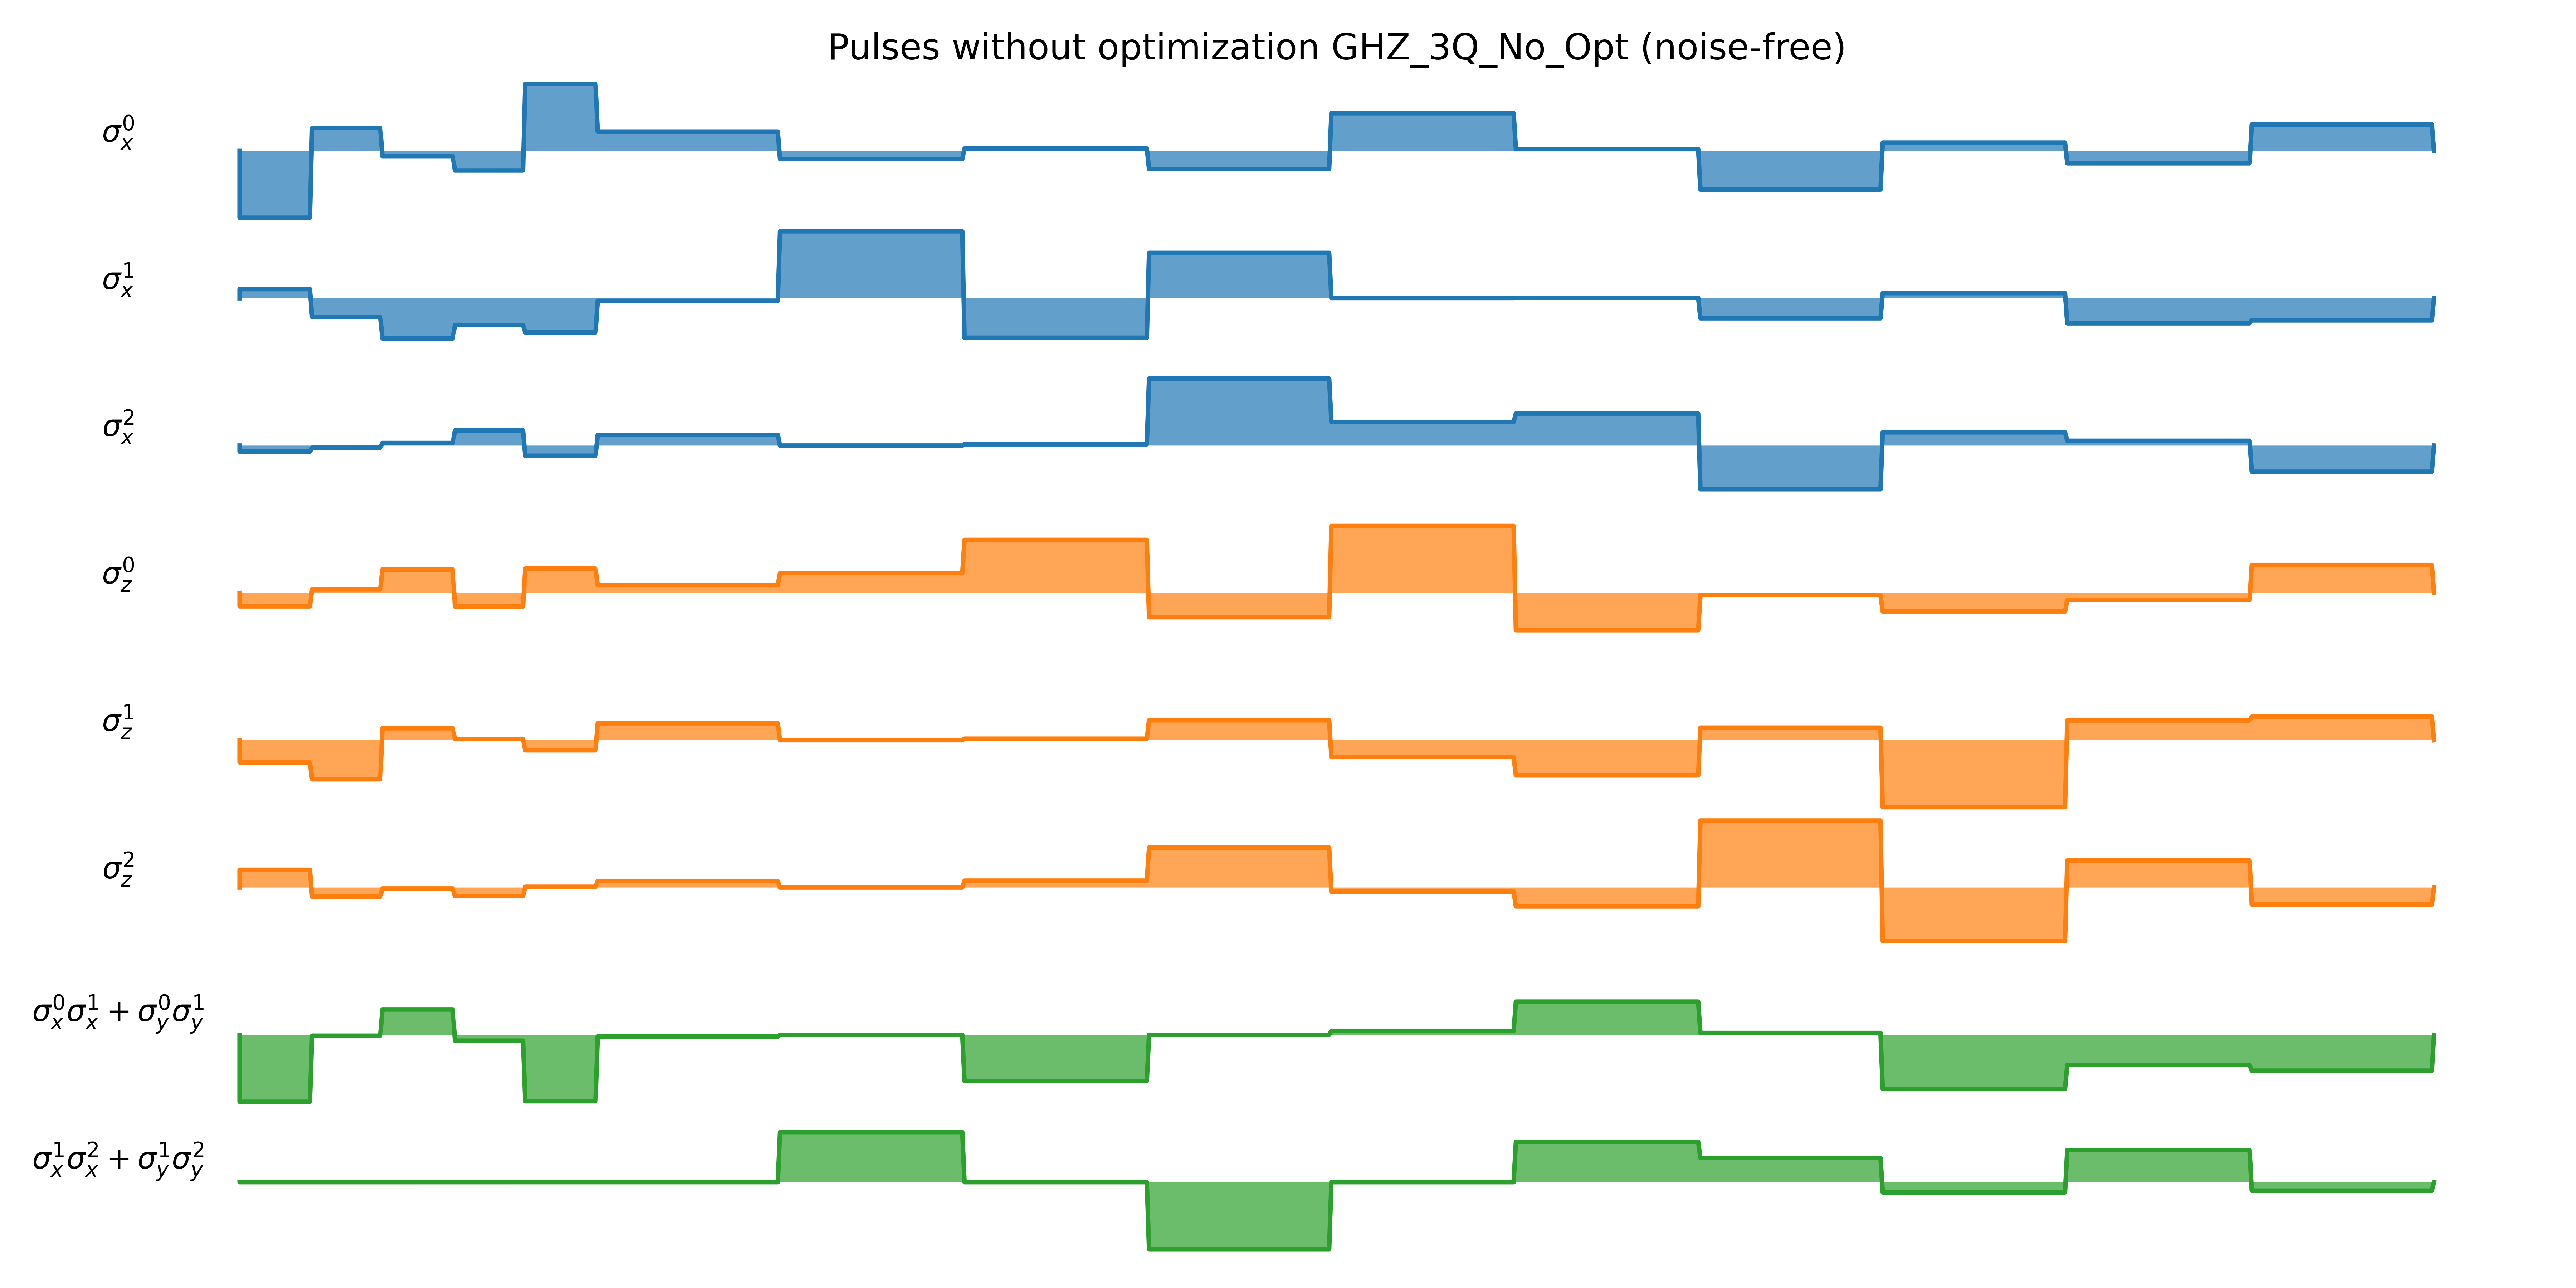 Pulses without optimization GHZ_3Q_No_Opt (noise-free)
σ_x^0
σ_x^1
σ_x^2
σ_z^0
σ_z^1
σ_z^2
σ_x^0σ_x^1 + σ_y^0σ_y^1
σ_x^1σ_x^2 + σ_y^1σ_y^2